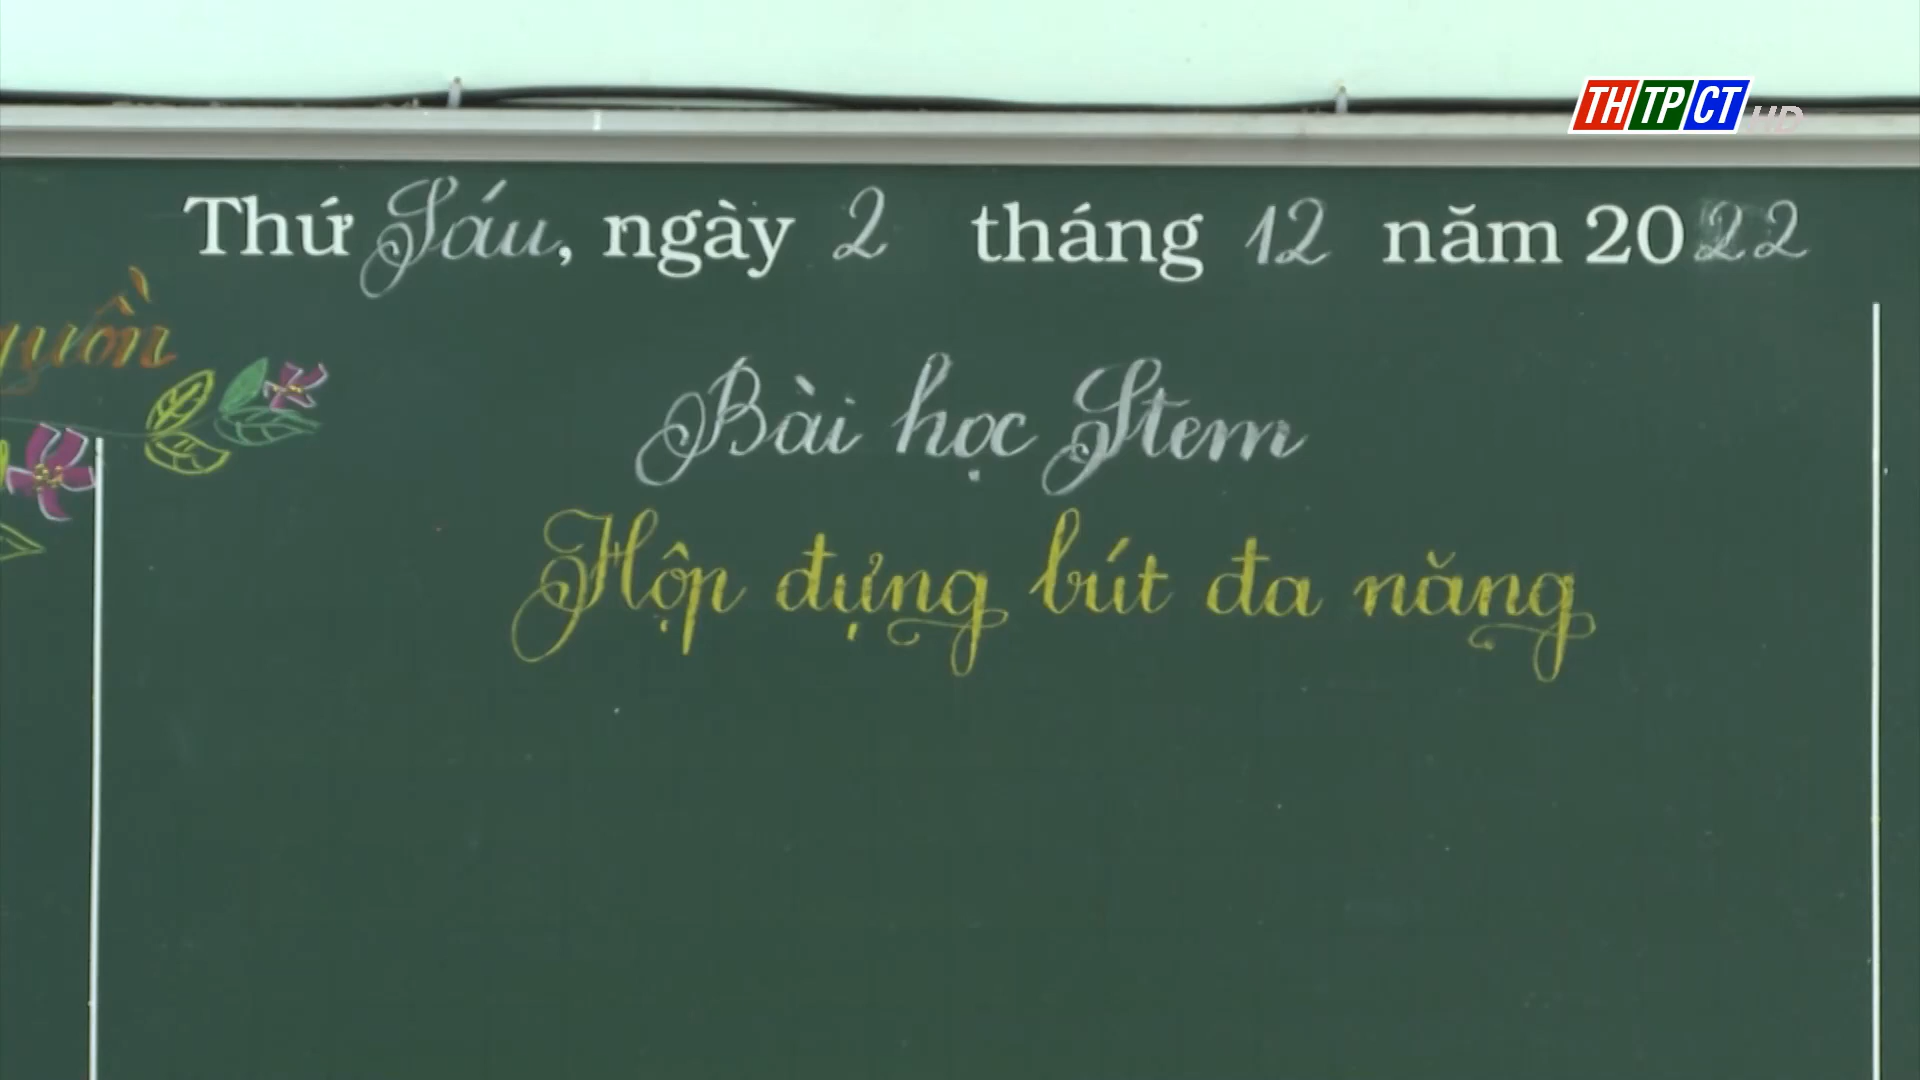 THTPCT HD
Thứ Sáu, ngày 2 tháng 12 năm 2022
Bài học Stem
Hộp đựng bút đa năng